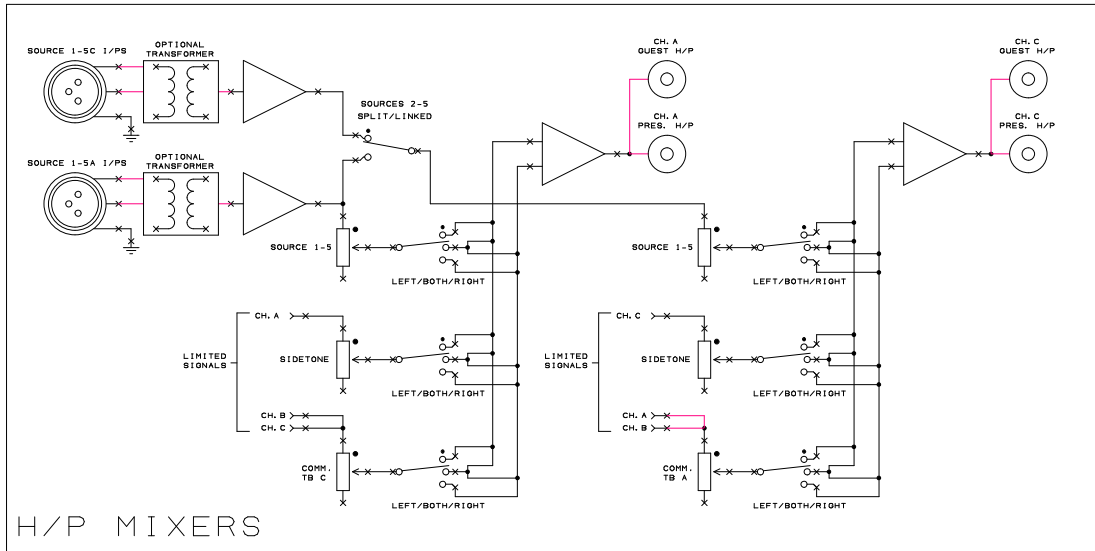 SOURCE 1-5C I/PS
OPTIONAL
TRANSFORMER
SOURCES 2-5
SPLIT/LINKED
CH. A
GUEST H/P
CH. A
PRES. H/P
CH. C
GUEST H/P
CH. C
PRES. H/P
SOURCE 1-5A I/PS
OPTIONAL
TRANSFORMER
SOURCE 1-5
LEFT/BOTH/RIGHT
SOURCE 1-5
LEFT/BOTH/RIGHT
LIMITED
SIGNALS
CH. A
SIDETONE
LEFT/BOTH/RIGHT
CH. B
CH. C
COMM.
TB C
LEFT/BOTH/RIGHT
LIMITED
SIGNALS
CH. C
SIDETONE
LEFT/BOTH/RIGHT
CH. A
CH. B
COMM.
TB A
LEFT/BOTH/RIGHT
H/P MIXERS